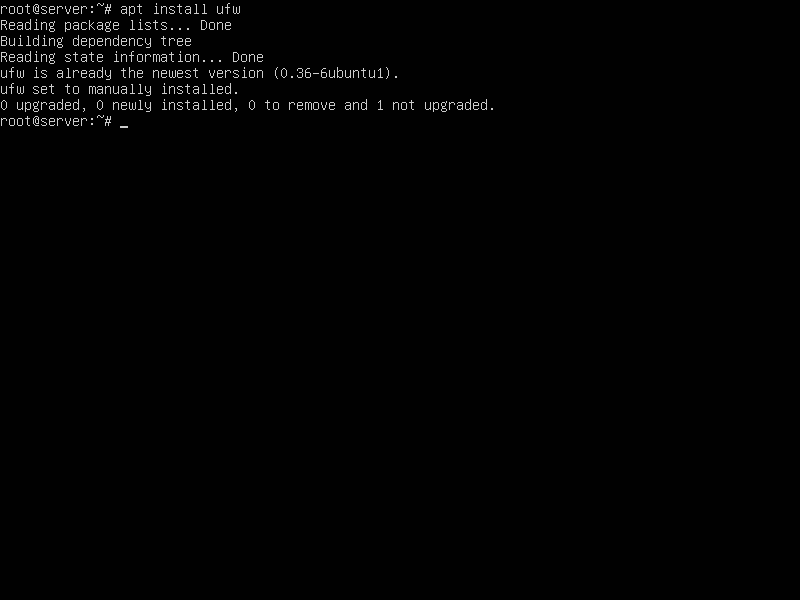 root@server:~# apt install ufw
Reading package lists... Done
Building dependency tree
Reading state information... Done
ufw is already the newest version (0.36-6ubuntu1).
ufw set to manually installed.
0 upgraded, 0 newly installed, 0 to remove and 1 not upgraded.
root@server:~# _